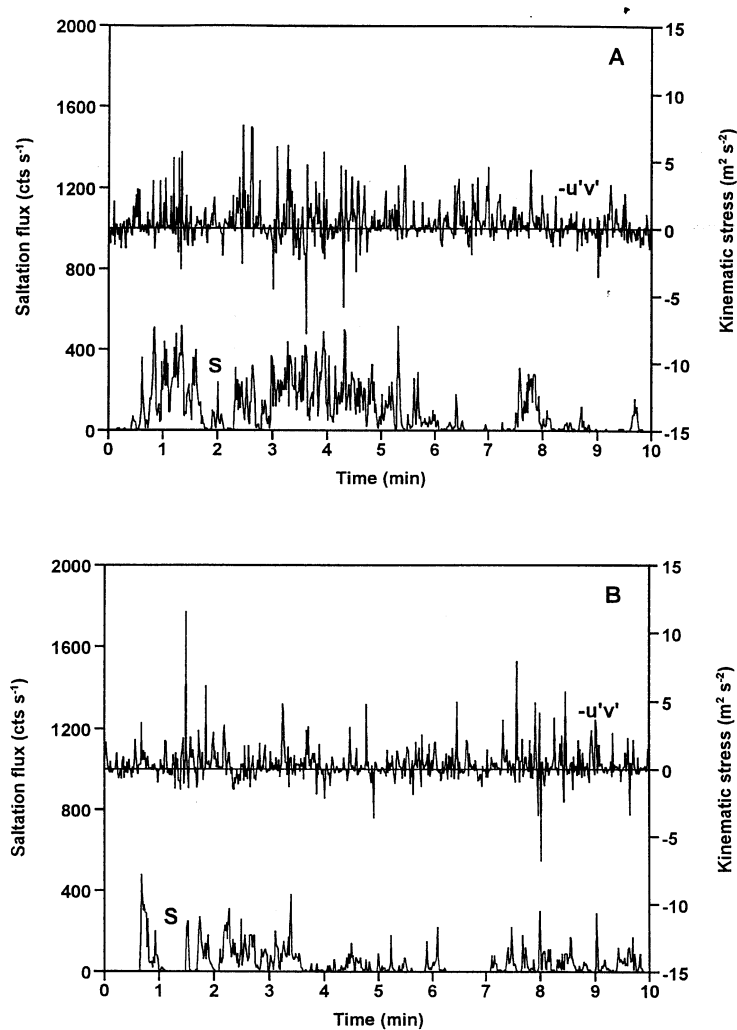 2000
1600
1200
800
400
0
Saltation flux (cts s⁻¹)
A
-u'v'
S
15
10
5
0
-5
-10
-15
Kinematic stress (m² s⁻²)
0 1 2 3 4 5 6 7 8 9 10
Time (min)
2000
1600
1200
800
400
0
Saltation flux (cts s⁻¹)
B
-u'v'
S
15
10
5
0
-5
-10
-15
Kinematic stress (m² s⁻²)
0 1 2 3 4 5 6 7 8 9 10
Time (min)